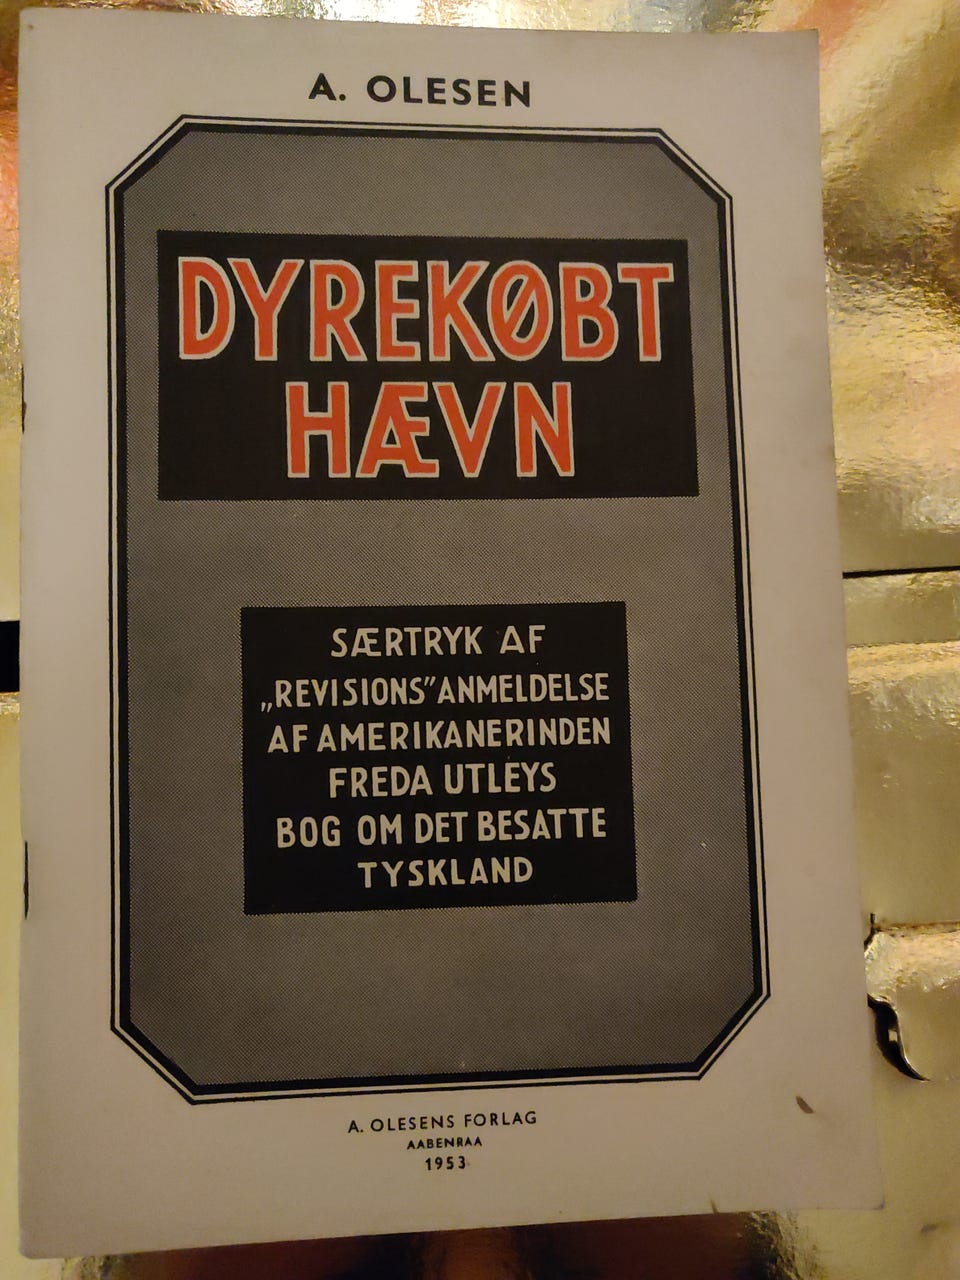 A. OLESEN
DYREKØBT
HÆVN
SÆRTRYK AF
„REVISIONS” ANMELDELSE
AF AMERIKANERINDEN
FREDA UTLEYS
BOG OM DET BESATTE
TYSKLAND
A. OLESENS FORLAG
AABENRAA
1953